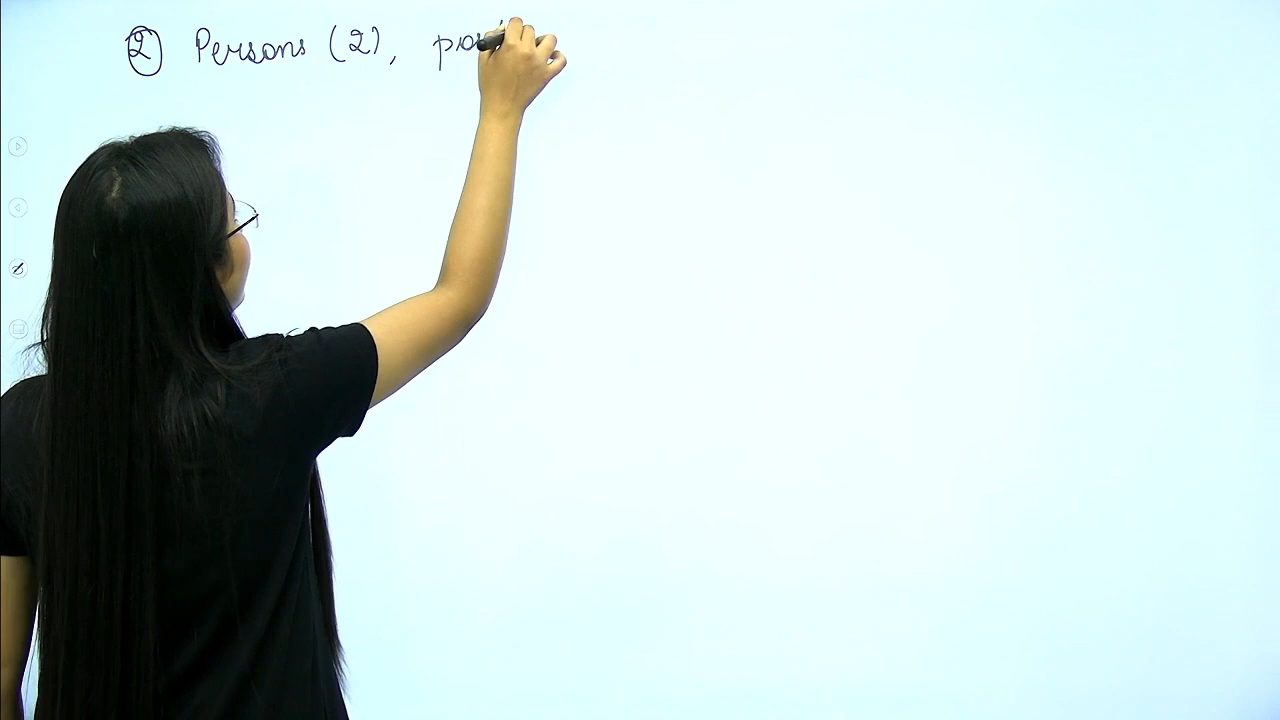 ② Persons (2),